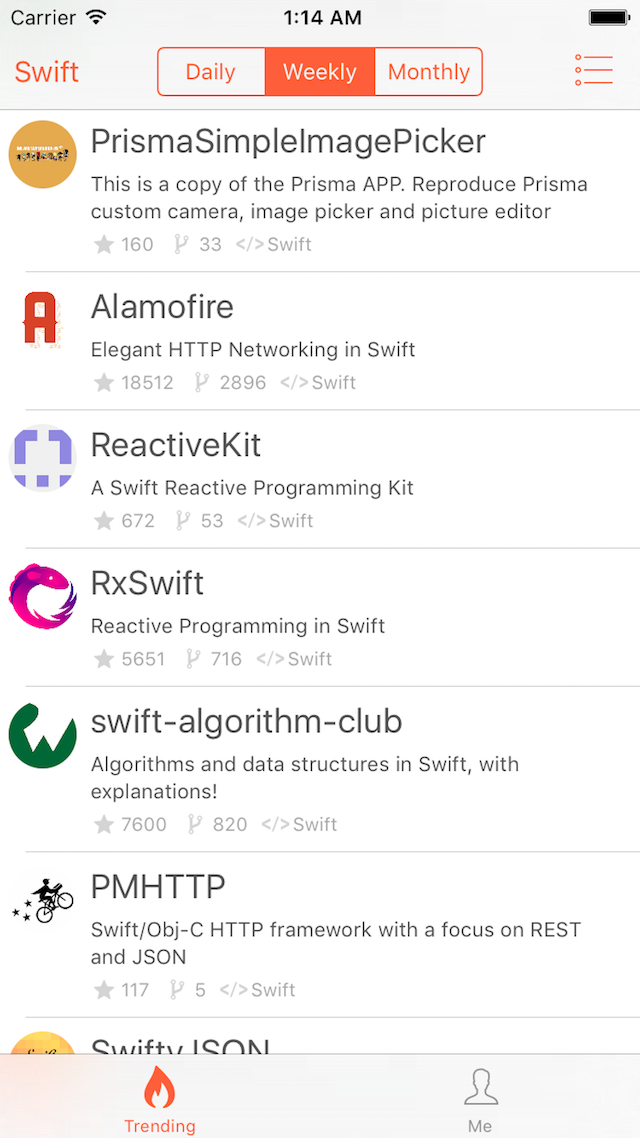 Carrier 1:14 AM
Swift Daily Weekly Monthly
PrismaSimpleImagePicker
This is a copy of the Prisma APP. Reproduce Prisma
custom camera, image picker and picture editor
160 33 </> Swift
Alamofire
Elegant HTTP Networking in Swift
18512 2896 </> Swift
ReactiveKit
A Swift Reactive Programming Kit
672 53 </> Swift
RxSwift
Reactive Programming in Swift
5651 716 </> Swift
swift-algorithm-club
Algorithms and data structures in Swift, with
explanations!
7600 820 </> Swift
PMHTTP
Swift/Obj-C HTTP framework with a focus on REST
and JSON
117 5 </> Swift
SwiftyJSON
Trending Me